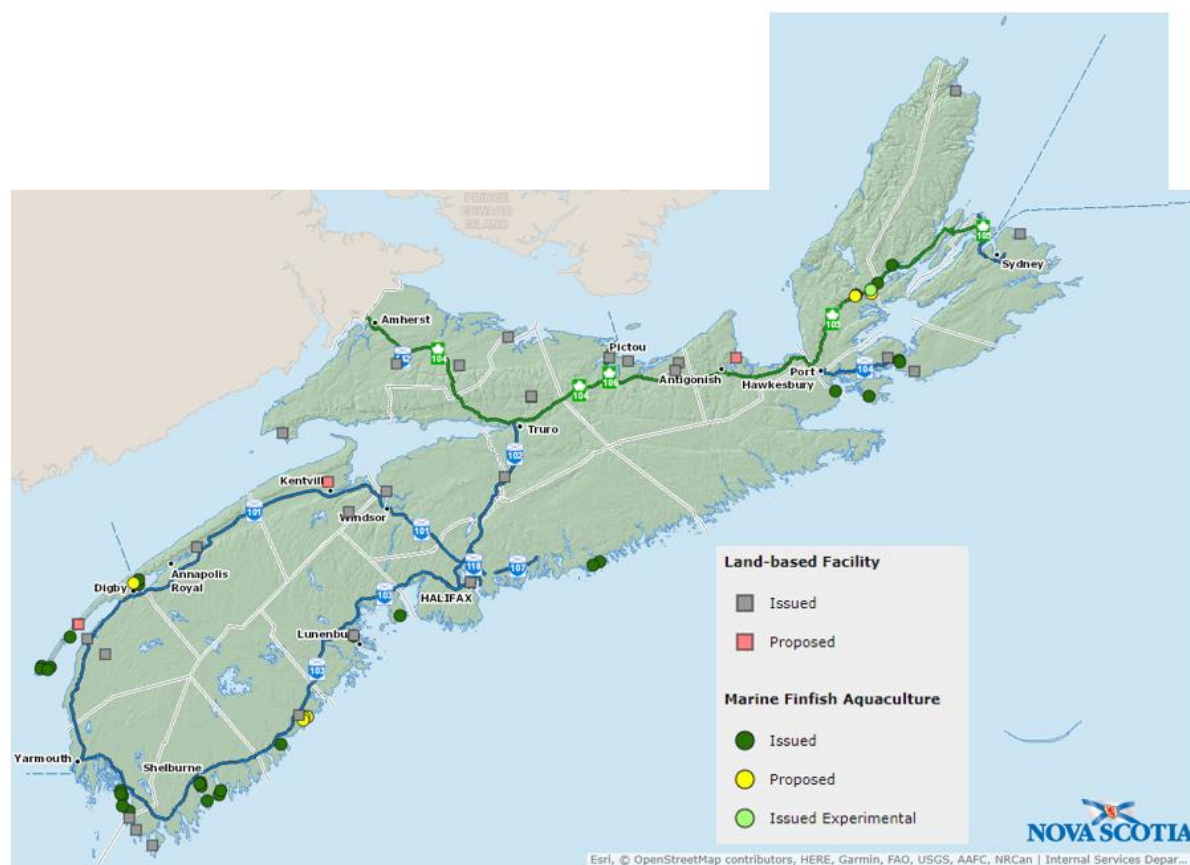 PRINCE
EDWARD
ISLAND
105
Sydney
Amherst
104
Pictou
105
104
106
Antigonish
Port
Hawkesbury
104
Truro
102
Kentvill
101
Windsor
101
Annapolis
Royal
Digby
118
107
HALIFAX
103
Lunenbu
103
Yarmouth
Shelburne
Land-based Facility
Issued
Proposed
Marine Finfish Aquaculture
Issued
Proposed
Issued Experimental
NOVA SCOTIA
Esri, © OpenStreetMap contributors, HERE, Garmin, FAO, USGS, AAFC, NRCan | Internal Services Depar...